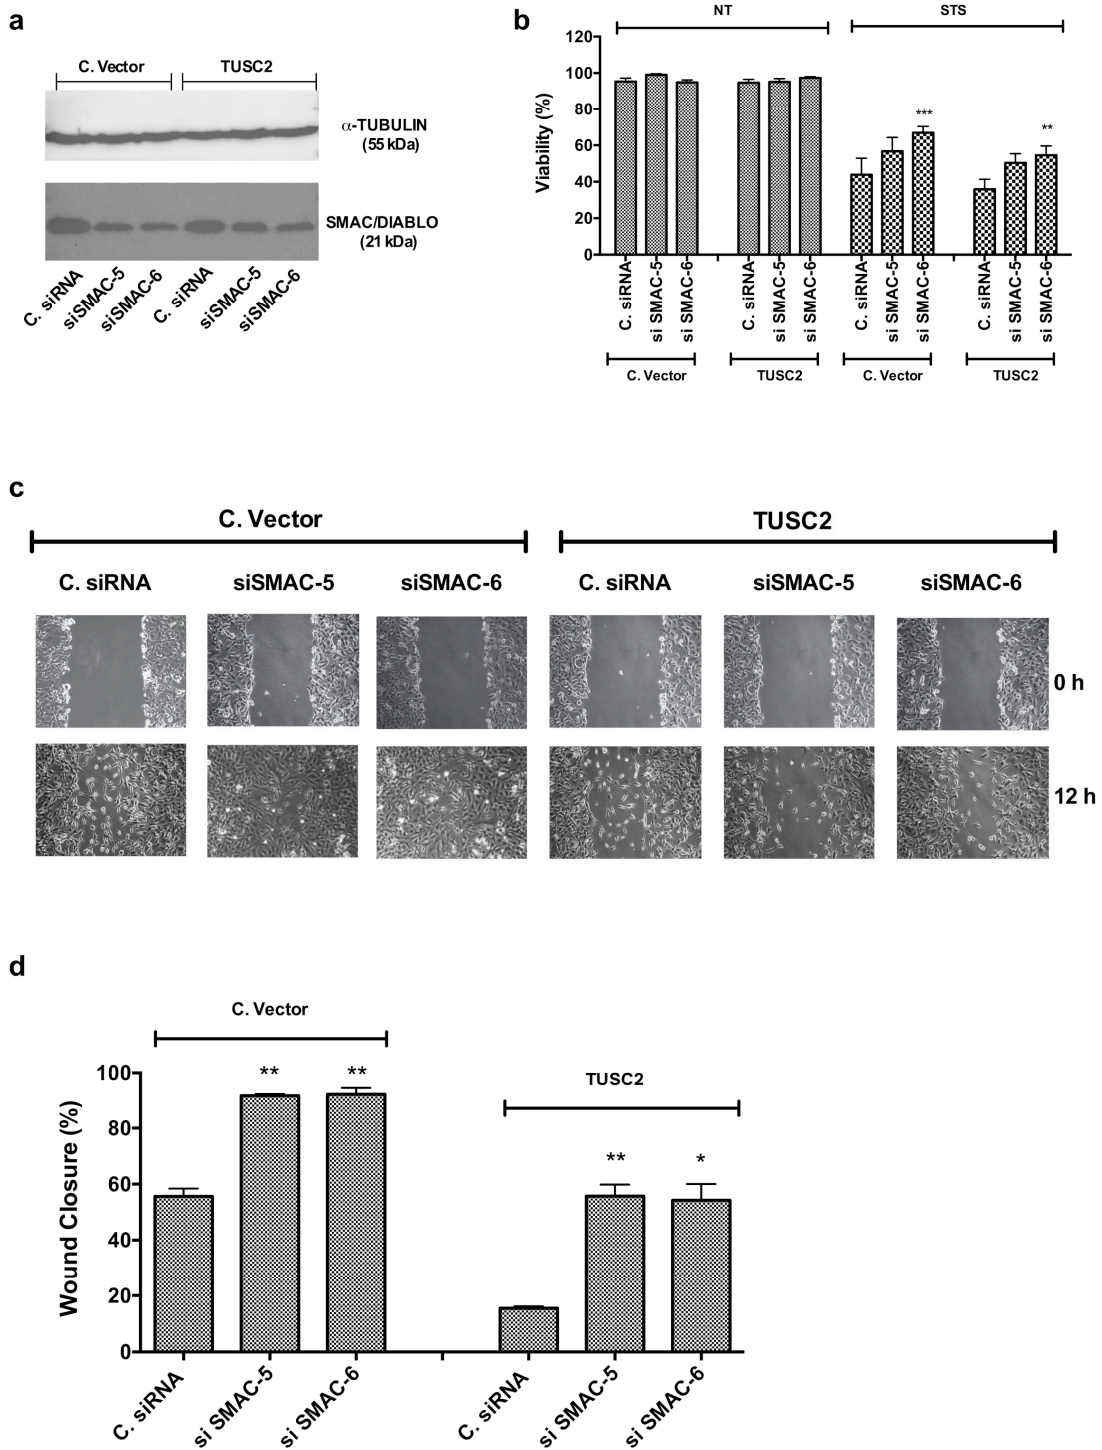 a
C. Vector TUSC2
α-TUBULIN
(55 kDa)
SMAC/DIABLO
(21 kDa)
C. siRNA siSMAC-5 siSMAC-6 C. siRNA siSMAC-5 siSMAC-6
b
NT STS
Viability (%)
120
100
80
60
40
20
0
*** **
C. siRNA si SMAC-5 si SMAC-6 C. siRNA si SMAC-5 si SMAC-6 C. siRNA si SMAC-5 si SMAC-6 C. siRNA si SMAC-5 si SMAC-6
C. Vector TUSC2 C. Vector TUSC2
c
C. Vector TUSC2
C. siRNA siSMAC-5 siSMAC-6 C. siRNA siSMAC-5 siSMAC-6
0 h
12 h
d
C. Vector
TUSC2
Wound Closure (%)
100
80
60
40
20
0
** **
** *
C. siRNA si SMAC-5 si SMAC-6 C. siRNA si SMAC-5 si SMAC-6